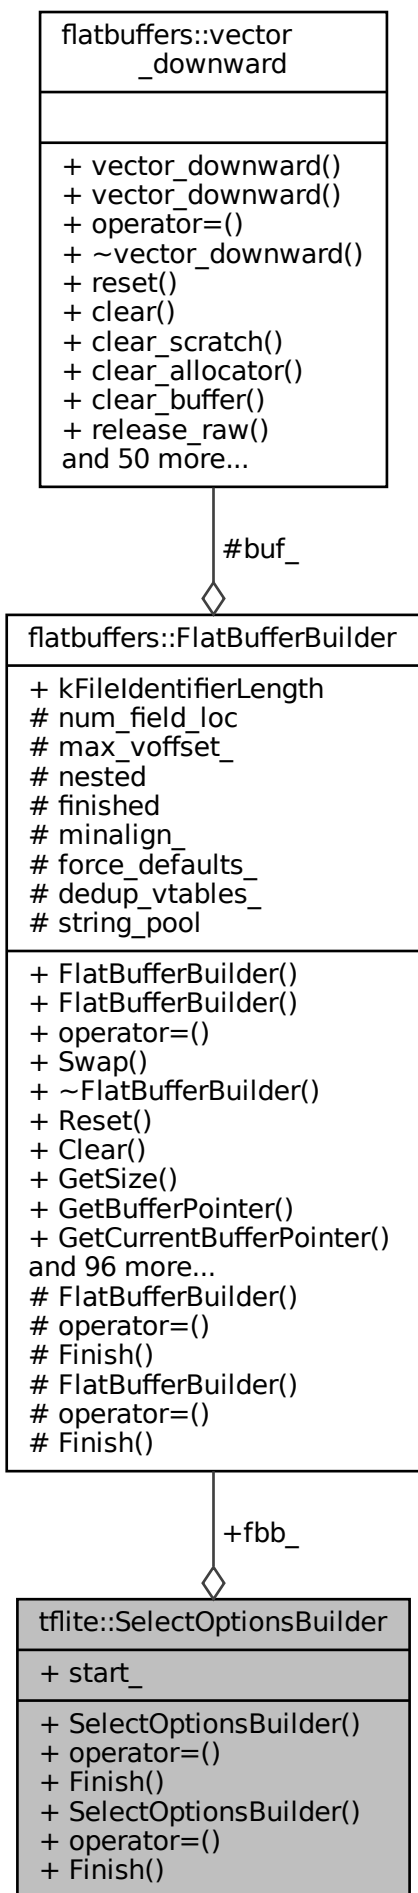 flatbuffers::vector
_downward
+ vector_downward()
+ vector_downward()
+ operator=()
+ ~vector_downward()
+ reset()
+ clear()
+ clear_scratch()
+ clear_allocator()
+ clear_buffer()
+ release_raw()
and 50 more...
#buf_
flatbuffers::FlatBufferBuilder
+ kFileIdentifierLength
# num_field_loc
# max_voffset_
# nested
# finished
# minalign_
# force_defaults_
# dedup_vtables_
# string_pool
+ FlatBufferBuilder()
+ FlatBufferBuilder()
+ operator=()
+ Swap()
+ ~FlatBufferBuilder()
+ Reset()
+ Clear()
+ GetSize()
+ GetBufferPointer()
+ GetCurrentBufferPointer()
and 96 more...
# FlatBufferBuilder()
# operator=()
# Finish()
# FlatBufferBuilder()
# operator=()
# Finish()
+fbb_
tflite::SelectOptionsBuilder
+ start_
+ SelectOptionsBuilder()
+ operator=()
+ Finish()
+ SelectOptionsBuilder()
+ operator=()
+ Finish()